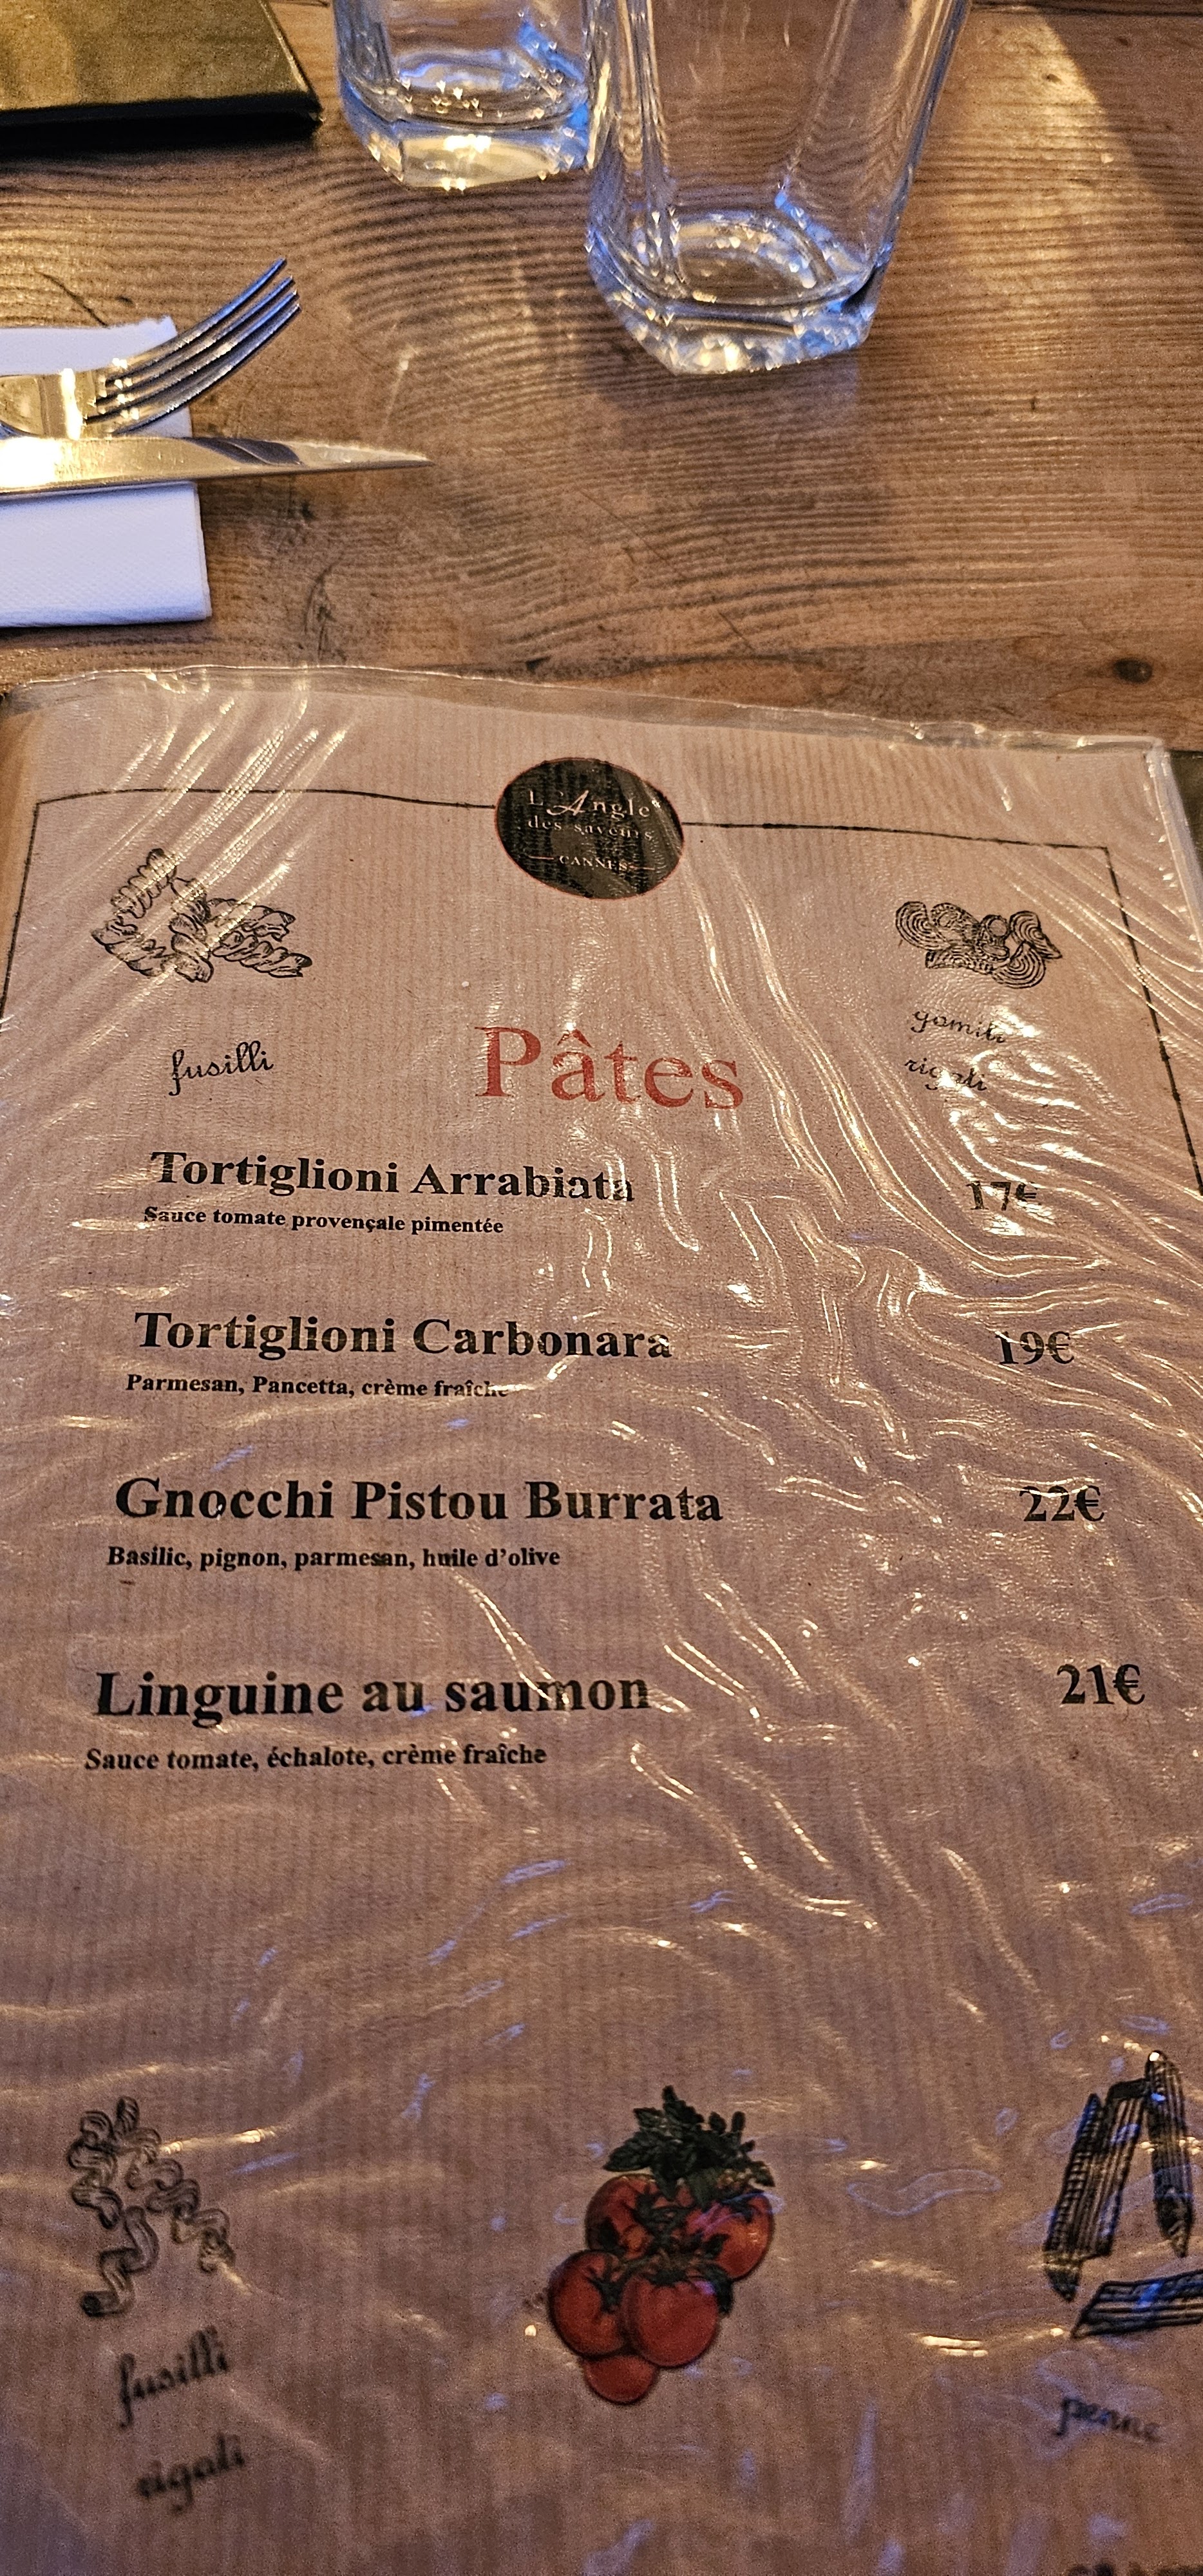 L'Angle
des saveurs
CANNES
fusilli
Pâtes
gomiti
rigati
Tortiglioni Arrabiata
17€
Sauce tomate provençale pimentée
Tortiglioni Carbonara
19€
Parmesan, Pancetta, crème fraîche
Gnocchi Pistou Burrata
22€
Basilic, pignon, parmesan, huile d'olive
Linguine au saumon
21€
Sauce tomate, échalote, crème fraîche
fusilli
rigati
penne